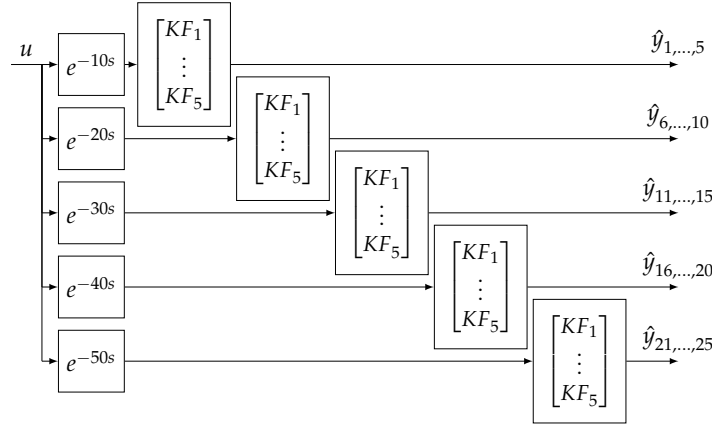 u
e^{-10s}
[KF_1
⋮
KF_5]
ŷ_{1,...,5}
e^{-20s}
[KF_1
⋮
KF_5]
ŷ_{6,...,10}
e^{-30s}
[KF_1
⋮
KF_5]
ŷ_{11,...,15}
e^{-40s}
[KF_1
⋮
KF_5]
ŷ_{16,...,20}
e^{-50s}
[KF_1
⋮
KF_5]
ŷ_{21,...,25}